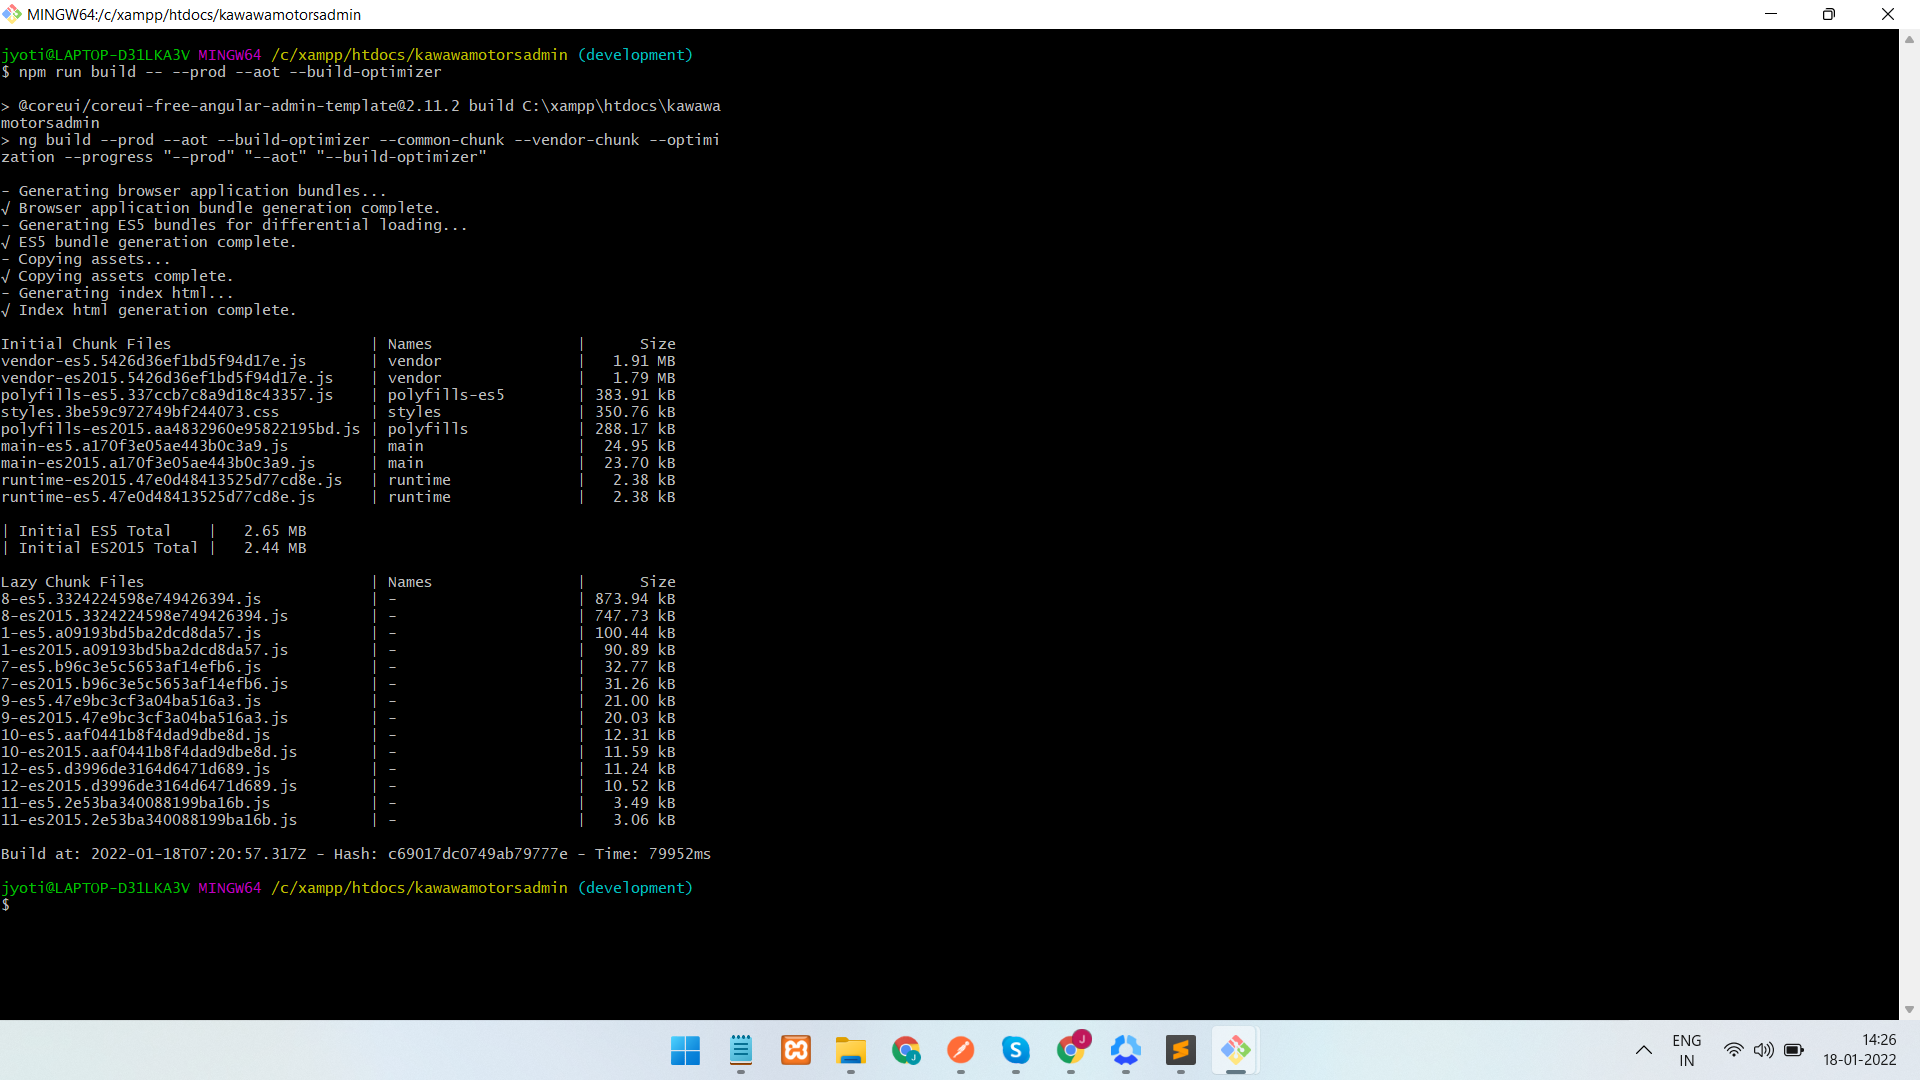 MINGW64:/c/xampp/htdocs/kawawamotorsadmin
jyoti@LAPTOP-D31LKA3V MINGW64 /c/xampp/htdocs/kawawamotorsadmin (development)
$ npm run build -- --prod --aot --build-optimizer
> @coreui/coreui-free-angular-admin-template@2.11.2 build C:\xampp\htdocs\kawawa
motorsadmin
> ng build --prod --aot --build-optimizer --common-chunk --vendor-chunk --optimi
zation --progress "--prod" "--aot" "--build-optimizer"
- Generating browser application bundles...
√ Browser application bundle generation complete.
- Generating ES5 bundles for differential loading...
√ ES5 bundle generation complete.
- Copying assets...
√ Copying assets complete.
- Generating index html...
√ Index html generation complete.
Initial Chunk Files | Names | Size
vendor-es5.5426d36ef1bd5f94d17e.js | vendor | 1.91 MB
vendor-es2015.5426d36ef1bd5f94d17e.js | vendor | 1.79 MB
polyfills-es5.337ccb7c8a9d18c43357.js | polyfills-es5 | 383.91 kB
styles.3be59c972749bf244073.css | styles | 350.76 kB
polyfills-es2015.aa4832960e95822195bd.js | polyfills | 288.17 kB
main-es5.a170f3e05ae443b0c3a9.js | main | 24.95 kB
main-es2015.a170f3e05ae443b0c3a9.js | main | 23.70 kB
runtime-es2015.47e0d48413525d77cd8e.js | runtime | 2.38 kB
runtime-es5.47e0d48413525d77cd8e.js | runtime | 2.38 kB
| Initial ES5 Total | 2.65 MB
| Initial ES2015 Total | 2.44 MB
Lazy Chunk Files | Names | Size
8-es5.3324224598e749426394.js | - | 873.94 kB
8-es2015.3324224598e749426394.js | - | 747.73 kB
1-es5.a09193bd5ba2dcd8da57.js | - | 100.44 kB
1-es2015.a09193bd5ba2dcd8da57.js | - | 90.89 kB
7-es5.b96c3e5c5653af14efb6.js | - | 32.77 kB
7-es2015.b96c3e5c5653af14efb6.js | - | 31.26 kB
9-es5.47e9bc3cf3a04ba516a3.js | - | 21.00 kB
9-es2015.47e9bc3cf3a04ba516a3.js | - | 20.03 kB
10-es5.aaf0441b8f4dad9dbe8d.js | - | 12.31 kB
10-es2015.aaf0441b8f4dad9dbe8d.js | - | 11.59 kB
12-es5.d3996de3164d6471d689.js | - | 11.24 kB
12-es2015.d3996de3164d6471d689.js | - | 10.52 kB
11-es5.2e53ba340088199ba16b.js | - | 3.49 kB
11-es2015.2e53ba340088199ba16b.js | - | 3.06 kB
Build at: 2022-01-18T07:20:57.317Z - Hash: c69017dc0749ab79777e - Time: 79952ms
jyoti@LAPTOP-D31LKA3V MINGW64 /c/xampp/htdocs/kawawamotorsadmin (development)
$
ENG
IN
14:26
18-01-2022